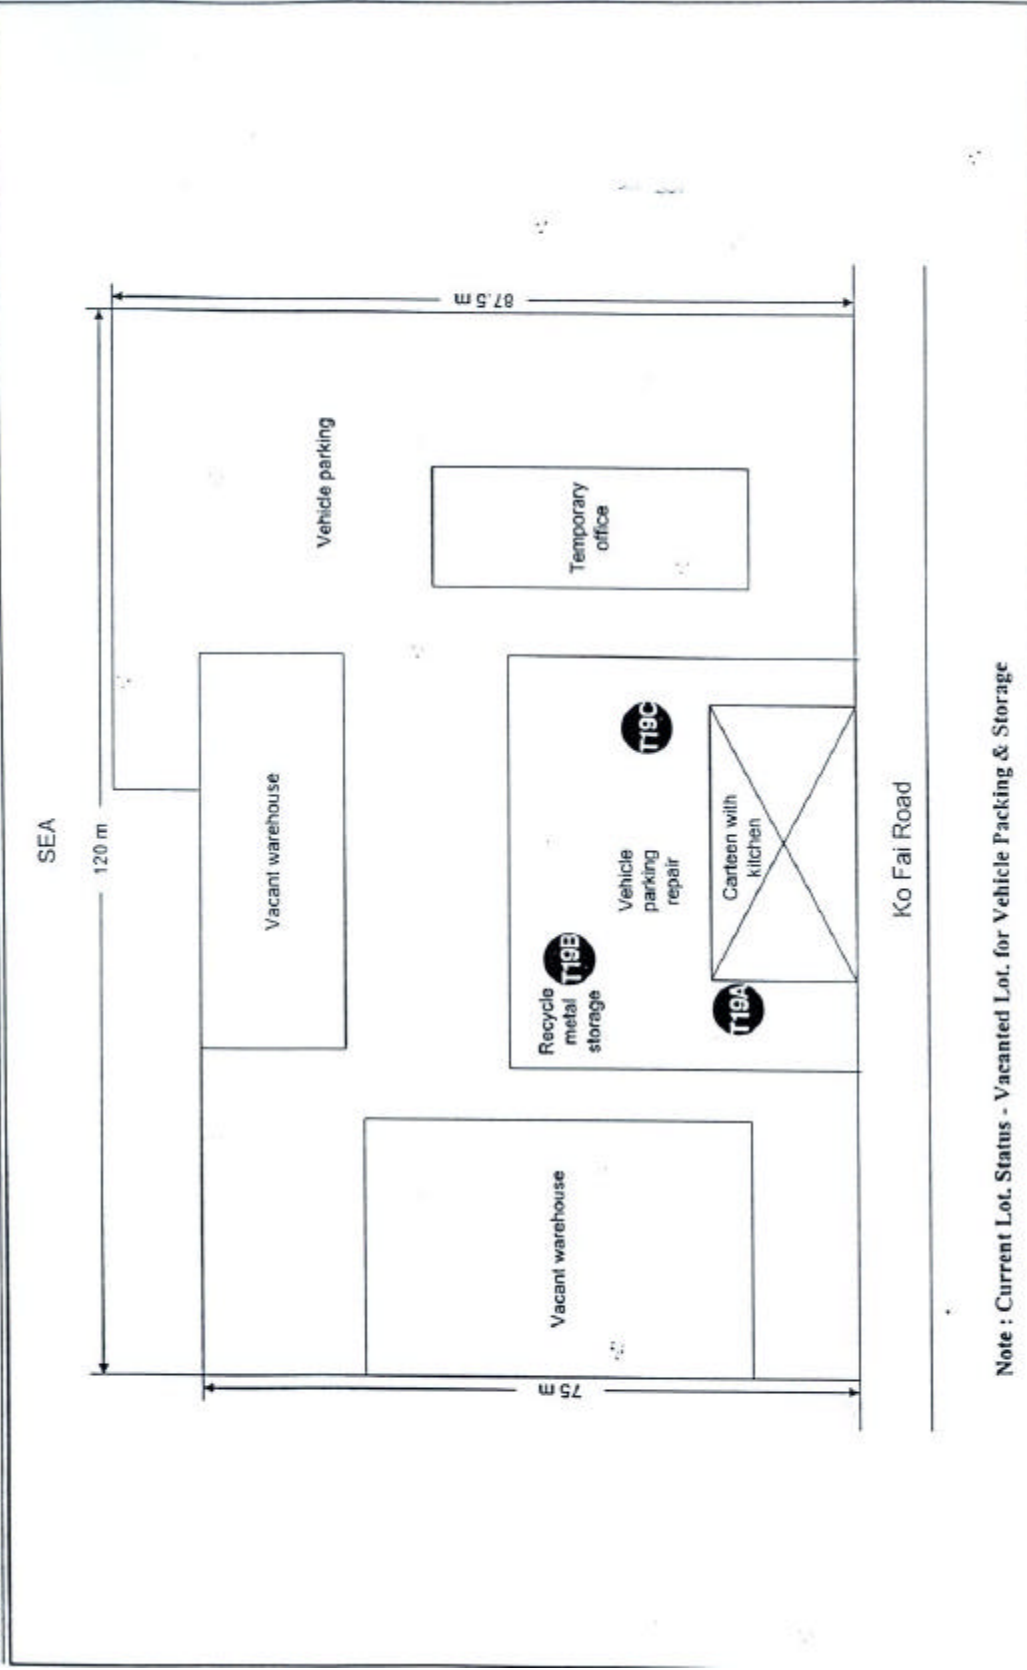 SEA
120 m
87.5 m
75 m
Vehicle parking
Vacant warehouse
Temporary
office
Recycle
metal
storage
T19B
Vehicle
parking
repair
T19C
Vacant warehouse
T19A
Carteen with
kitchen
Ko Fai Road
Note : Current Lot. Status - Vacanted Lot. for Vehicle Packing & Storage